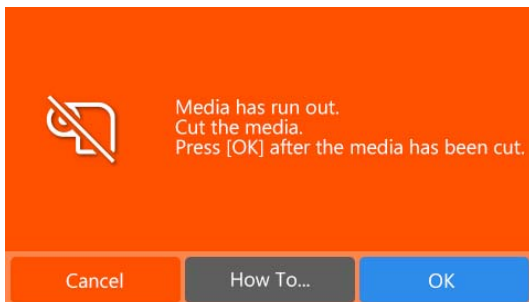 Media has run out.
Cut the media.
Press [OK] after the media has been cut.
Cancel
How To...
OK